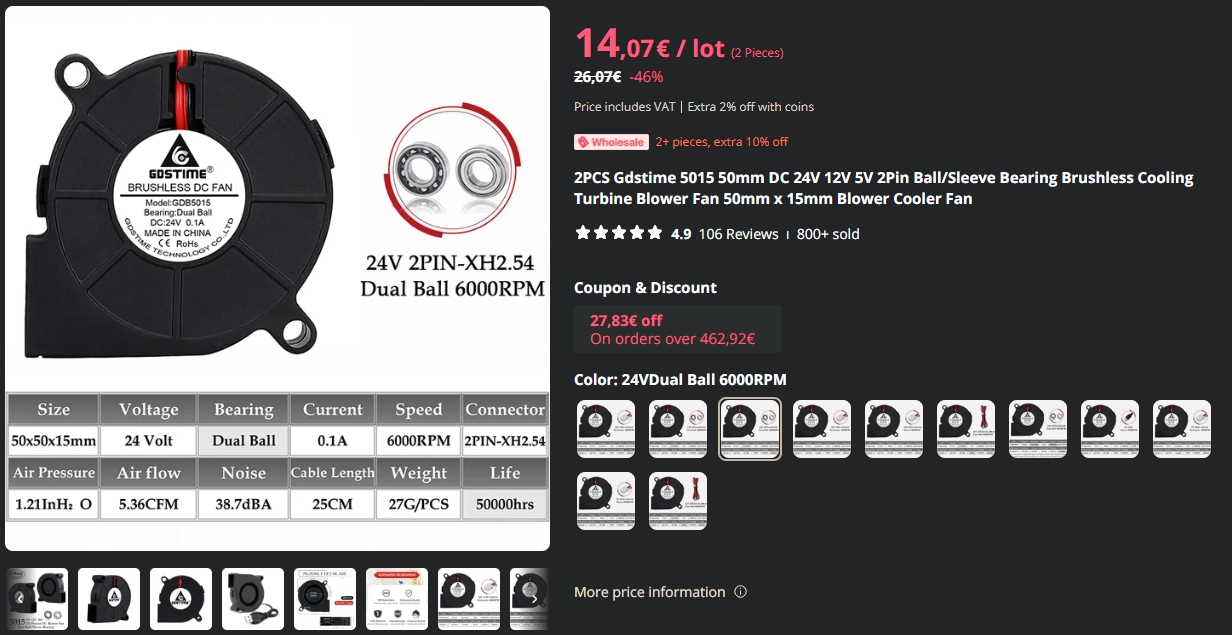 GDSTIME®
BRUSHLESS DC FAN
Model:GDB5015
Bearing:Dual Ball
DC:24V 0.1A
MADE IN CHINA
CE RoHs
GDSTIME TECHNOLOGY CO.,LTD
24V 2PIN-XH2.54
Dual Ball 6000RPM
Size Voltage Bearing Current Speed Connector
50x50x15mm 24 Volt Dual Ball 0.1A 6000RPM 2PIN-XH2.54
Air Pressure Air flow Noise Cable Length Weight Life
1.21InH₂ O 5.36CFM 38.7dBA 25CM 27G/PCS 50000hrs
14,07€ / lot (2 Pieces)
26,07€ -46%
Price includes VAT | Extra 2% off with coins
Wholesale 2+ pieces, extra 10% off
2PCS Gdstime 5015 50mm DC 24V 12V 5V 2Pin Ball/Sleeve Bearing Brushless Cooling
Turbine Blower Fan 50mm x 15mm Blower Cooler Fan
4.9 106 Reviews | 800+ sold
Coupon & Discount
27,83€ off
On orders over 462,92€
Color: 24VDual Ball 6000RPM
More price information